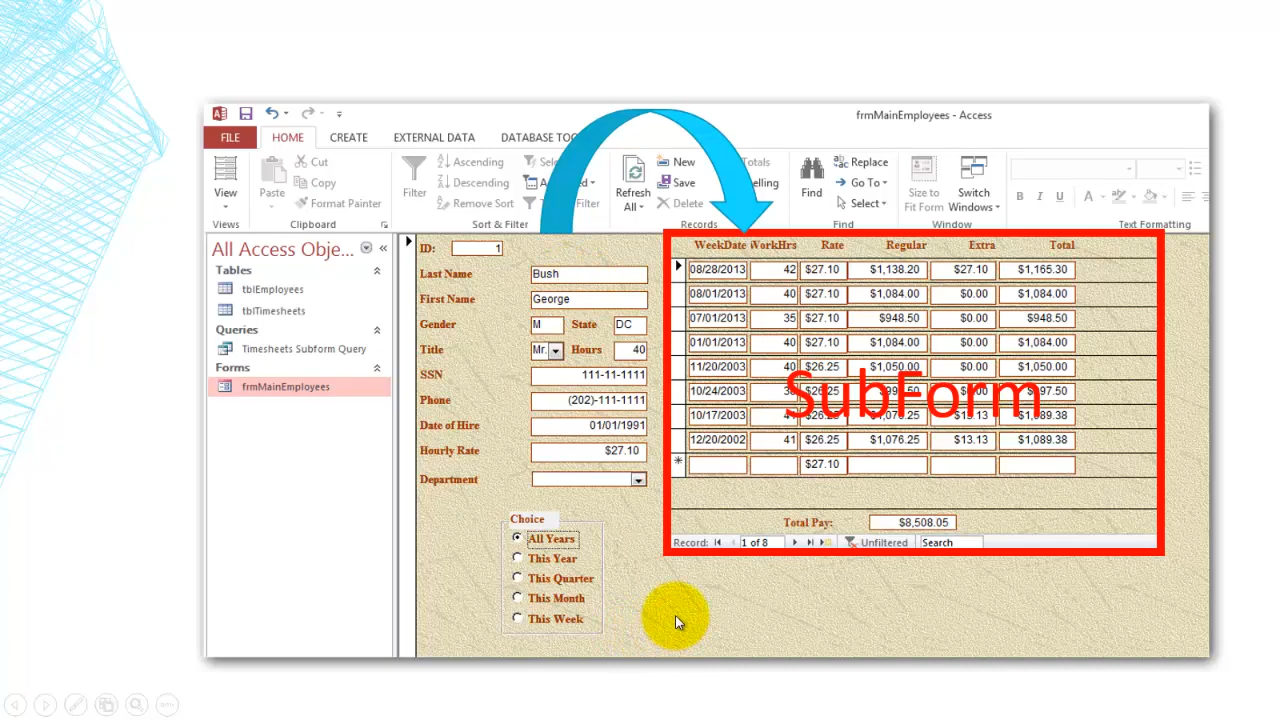 frmMainEmployees - Access
FILE HOME CREATE EXTERNAL DATA DATABASE
View
Views
Paste
Cut
Copy
Format Painter
Clipboard
Filter
Ascending
Descending
Remove Sort
Filter
Sort & Filter
Refresh
All
New
Save
Delete
Records
Find
Replace
Go To
Select
Find
Size to
Fit Form
Switch
Windows
Window
B I U A
Text Formatting
All Access Obje...
Tables
tblEmployees
tblTimesheets
Queries
Timesheets Subform Query
Forms
frmMainEmployees
ID: 1
Last Name Bush
First Name George
Gender M State DC
Title Mr. Hours 40
SSN 111-11-1111
Phone (202)-111-1111
Date of Hire 01/01/1991
Hourly Rate $27.10
Department
Choice
All Years
This Year
This Quarter
This Month
This Week
WeekDate WorkHrs Rate Regular Extra Total
08/28/2013 42 $27.10 $1,138.20 $27.10 $1,165.30
08/01/2013 40 $27.10 $1,084.00 $0.00 $1,084.00
07/01/2013 35 $27.10 $948.50 $0.00 $948.50
01/01/2013 40 $27.10 $1,084.00 $0.00 $1,084.00
11/20/2003 40 $26.25 $1,050.00 $0.00 $1,050.00
10/24/2003 $26.25
10/17/2003 $26.25 $1,089.38
12/20/2002 41 $26.25 $1,076.25 $13.13 $1,089.38
$27.10
SubForm
Total Pay: $8,508.05
Record: 1 of 8 Unfiltered Search